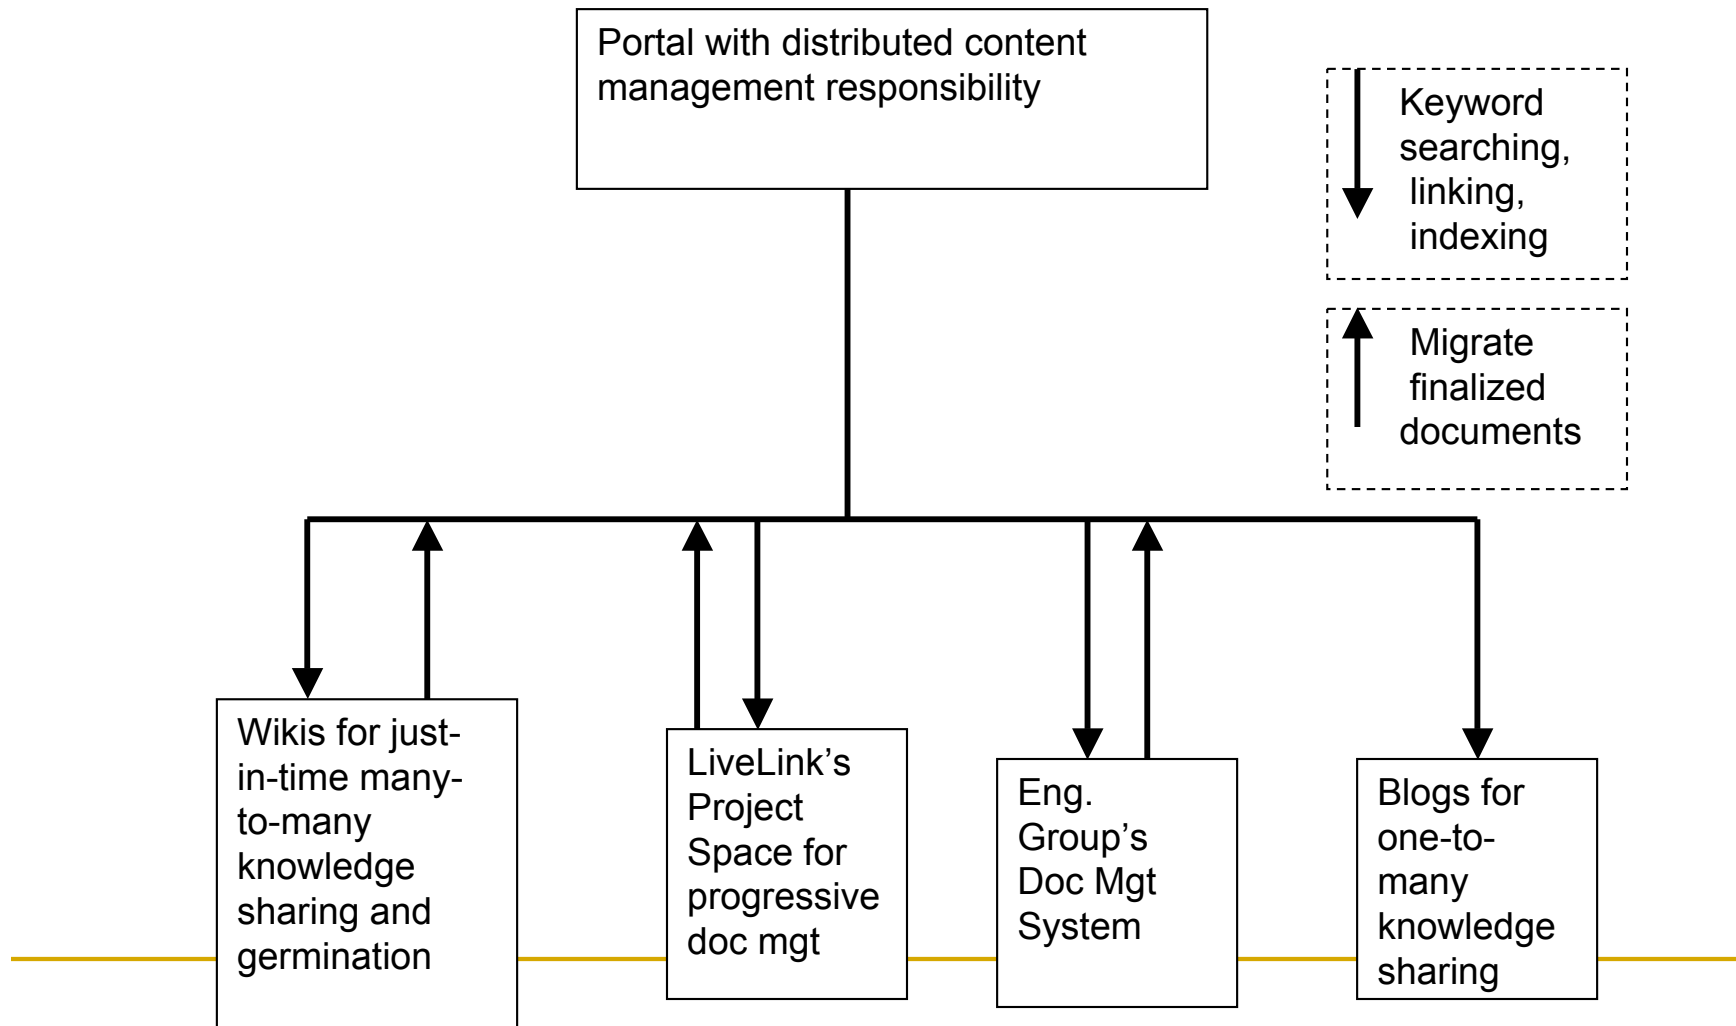 Portal with distributed content
management responsibility
Keyword
searching,
linking,
indexing
Migrate
finalized
documents
Wikis for just-
in-time many-
to-many
knowledge
sharing and
germination
LiveLink’s
Project
Space for
progressive
doc mgt
Eng.
Group’s
Doc Mgt
System
Blogs for
one-to-
many
knowledge
sharing